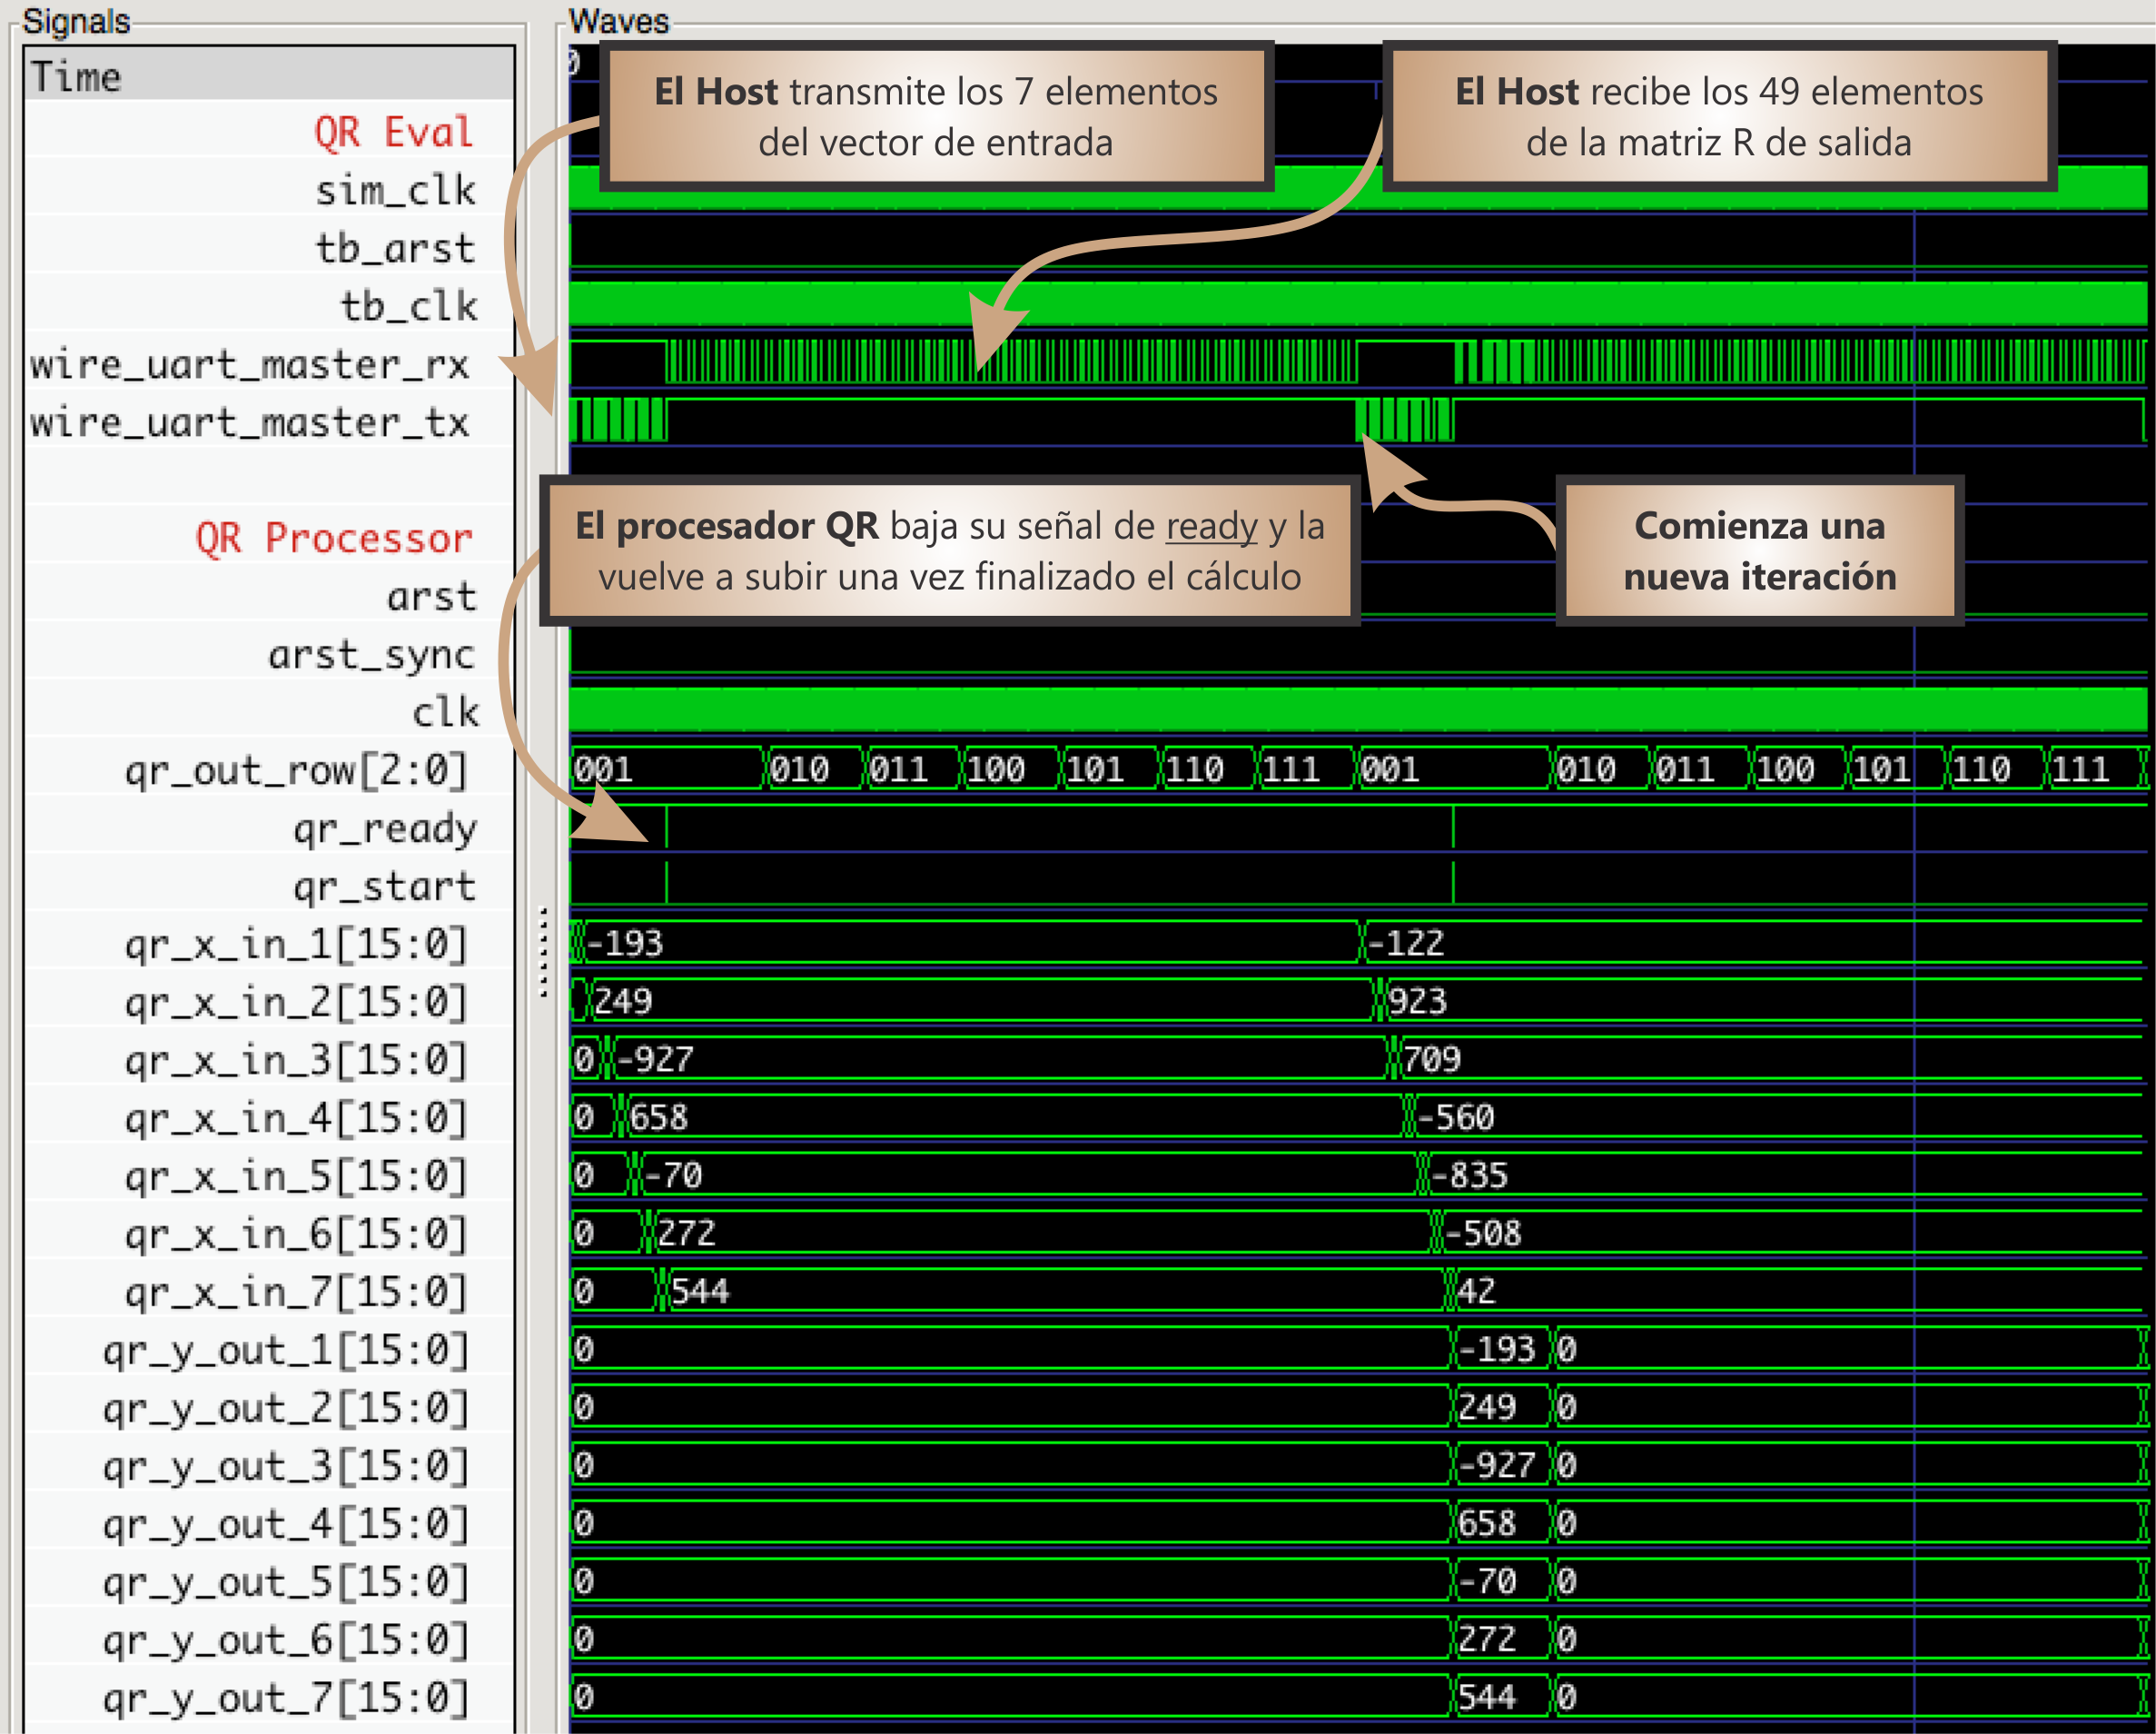 Signals
Waves
Time
0
El Host transmite los 7 elementos
del vector de entrada
El Host recibe los 49 elementos
de la matriz R de salida
QR Eval
sim_clk
tb_arst
tb_clk
wire_uart_master_rx
wire_uart_master_tx
El procesador QR baja su señal de ready y la
vuelve a subir una vez finalizado el cálculo
Comienza una
nueva iteración
QR Processor
arst
arst_sync
clk
qr_out_row[2:0] 001 010 011 100 101 110 111 001 010 011 100 101 110 111
qr_ready
qr_start
qr_x_in_1[15:0] -193 -122
qr_x_in_2[15:0] 249 923
qr_x_in_3[15:0] 0 -927 709
qr_x_in_4[15:0] 0 658 -560
qr_x_in_5[15:0] 0 -70 -835
qr_x_in_6[15:0] 0 272 -508
qr_x_in_7[15:0] 0 544 42
qr_y_out_1[15:0] 0 -193 0
qr_y_out_2[15:0] 0 249 0
qr_y_out_3[15:0] 0 -927 0
qr_y_out_4[15:0] 0 658 0
qr_y_out_5[15:0] 0 -70 0
qr_y_out_6[15:0] 0 272 0
qr_y_out_7[15:0] 0 544 0